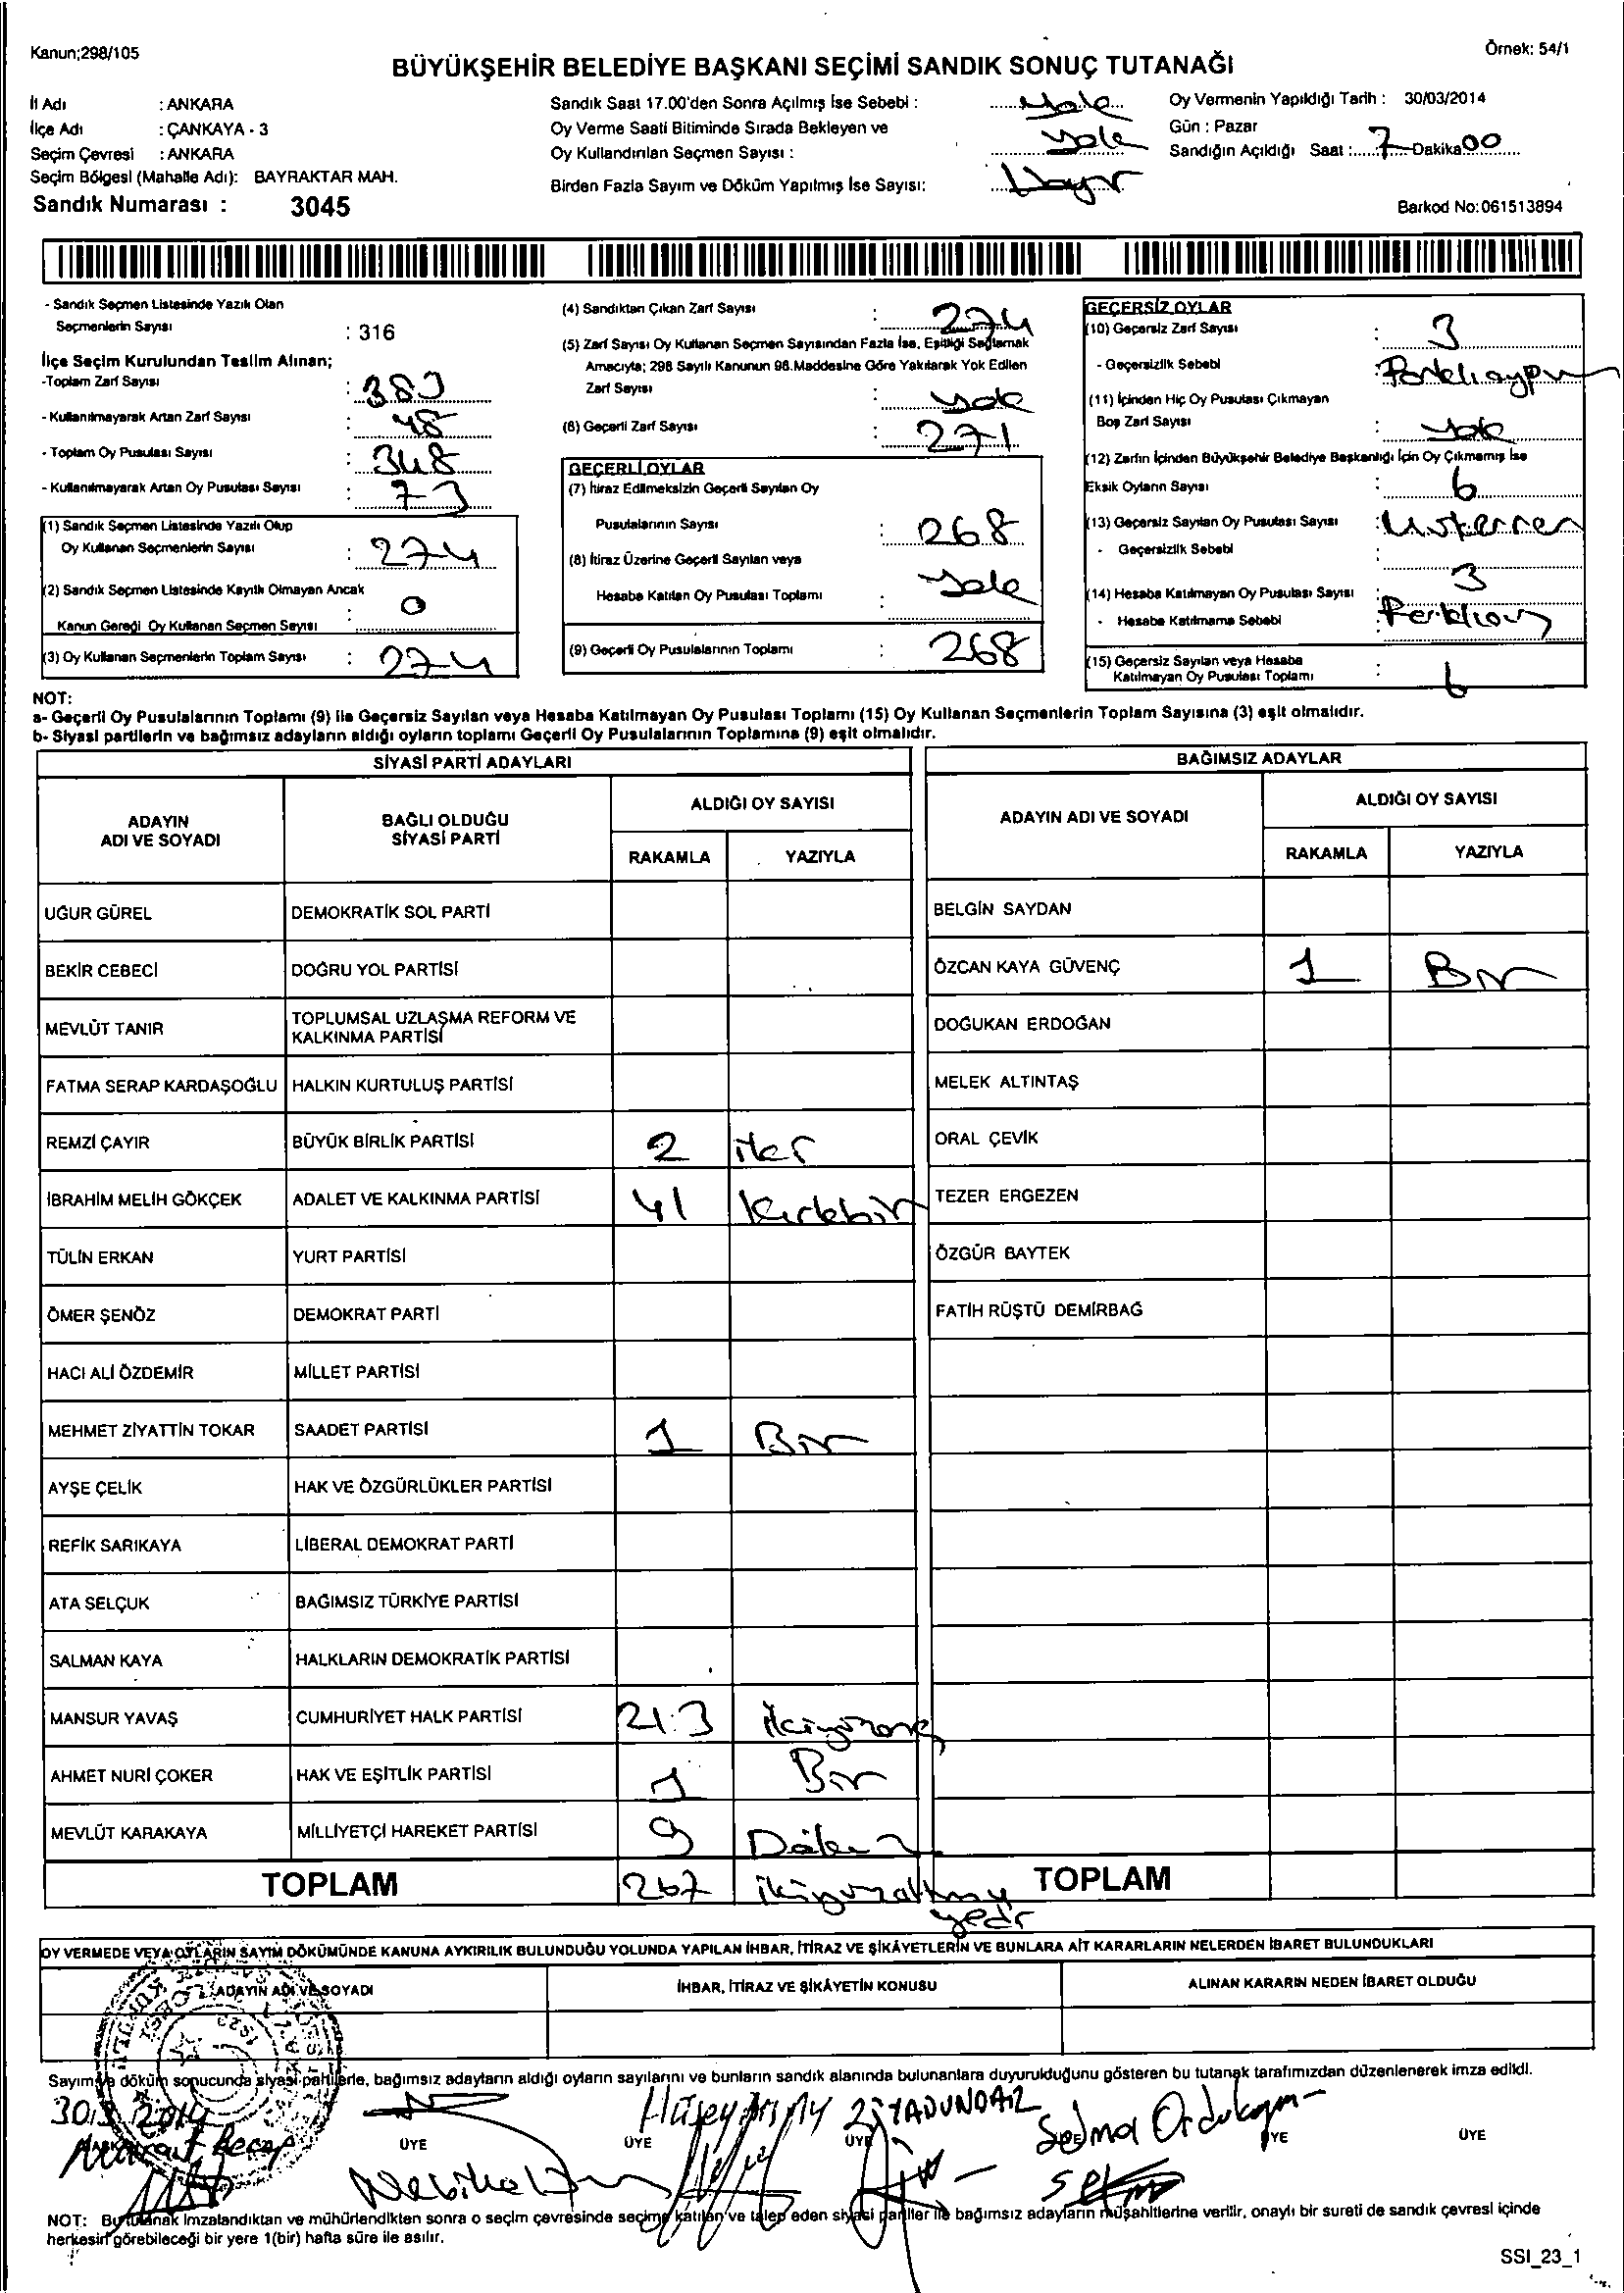 Kanun;298/105
Örnek: 54/1
BÜYÜKŞEHİR BELEDİYE BAŞKANI SEÇİMİ SANDIK SONUÇ TUTANAĞI
İl Adı : ANKARA
İlçe Adı : ÇANKAYA - 3
Seçim Çevresi : ANKARA
Seçim Bölgesi (Mahalle Adı): BAYRAKTAR MAH.
Sandık Numarası : 3045
Sandık Saat 17.00'den Sonra Açılmış İse Sebebi : Yok
Oy Verme Saati Bitiminde Sırada Bekleyen ve
Oy Kullandırılan Seçmen Sayısı : Yok
Birden Fazla Sayım ve Döküm Yapılmış İse Sayısı: Hayır
Oy Vermenin Yapıldığı Tarih : 30/03/2014
Gün : Pazar
Sandığın Açıldığı Saat : 7 Dakika 00
Barkod No:061513894
- Sandık Seçmen Listesinde Yazılı Olan
Seçmenlerin Sayısı : 316
İlçe Seçim Kurulundan Teslim Alınan;
-Toplam Zarf Sayısı :
- Kullanılmayarak Artan Zarf Sayısı : 48
- Toplam Oy Pusulası Sayısı : 348
- Kullanılmayarak Artan Oy Pusulası Sayısı : 73
(1) Sandık Seçmen Listesinde Yazılı Olup
Oy Kullanan Seçmenlerin Sayısı : 274
(2) Sandık Seçmen Listesinde Kayıtlı Olmayan Ancak
Kanun Gereği Oy Kullanan Seçmen Sayısı : 0
(3) Oy Kullanan Seçmenlerin Toplam Sayısı : 274
(4) Sandıktan Çıkan Zarf Sayısı : 274
(5) Zarf Sayısı Oy Kullanan Seçmen Sayısından Fazla İse, Eşitliği Sağlamak
Amacıyla; 298 Sayılı Kanunun 98.Maddesine Göre Yakılarak Yok Edilen
Zarf Sayısı : Yok
(6) Geçerli Zarf Sayısı : 271
GEÇERLİ OYLAR
(7) İtiraz Edilmeksizin Geçerli Sayılan Oy
Pusulalarının Sayısı : 268
(8) İtiraz Üzerine Geçerli Sayılan veya
Hesaba Katılan Oy Pusulası Toplamı : Yok
(9) Geçerli Oy Pusulalarının Toplamı : 268
GEÇERSİZ OYLAR
(10) Geçersiz Zarf Sayısı : 3
- Geçersizlik Sebebi :
(11) İçinden Hiç Oy Pusulası Çıkmayan
Boş Zarf Sayısı : Yok
(12) Zarfın İçinden Büyükşehir Belediye Başkanlığı İçin Oy Çıkmamış İse
Eksik Oyların Sayısı : 6
(13) Geçersiz Sayılan Oy Pusulası Sayısı :
- Geçersizlik Sebebi :
(14) Hesaba Katılmayan Oy Pusulası Sayısı : 3
- Hesaba Katılmama Sebebi :
(15) Geçersiz Sayılan veya Hesaba
Katılmayan Oy Pusulası Toplamı : 6
NOT:
a- Geçerli Oy Pusulalarının Toplamı (9) ile Geçersiz Sayılan veya Hesaba Katılmayan Oy Pusulası Toplamı (15) Oy Kullanan Seçmenlerin Toplam Sayısına (3) eşit olmalıdır.
b- Siyasi partilerin ve bağımsız adayların aldığı oyların toplamı Geçerli Oy Pusulalarının Toplamına (9) eşit olmalıdır.
SİYASİ PARTİ ADAYLARI
ADAYIN ADI VE SOYADI
BAĞLI OLDUĞU SİYASİ PARTİ
ALDIĞI OY SAYISI
RAKAMLA YAZIYLA
UĞUR GÜREL DEMOKRATİK SOL PARTİ
BEKİR CEBECİ DOĞRU YOL PARTİSİ
MEVLÜT TANIR TOPLUMSAL UZLAŞMA REFORM VE KALKINMA PARTİSİ
FATMA SERAP KARDAŞOĞLU HALKIN KURTULUŞ PARTİSİ
REMZİ ÇAYIR BÜYÜK BİRLİK PARTİSİ 2 iki
İBRAHİM MELİH GÖKÇEK ADALET VE KALKINMA PARTİSİ 41 Kırkbir
TÜLİN ERKAN YURT PARTİSİ
ÖMER ŞENÖZ DEMOKRAT PARTİ
HACI ALİ ÖZDEMİR MİLLET PARTİSİ
MEHMET ZİYATTİN TOKAR SAADET PARTİSİ 1 Bir
AYŞE ÇELİK HAK VE ÖZGÜRLÜKLER PARTİSİ
REFİK SARIKAYA LİBERAL DEMOKRAT PARTİ
ATA SELÇUK BAĞIMSIZ TÜRKİYE PARTİSİ
SALMAN KAYA HALKLARIN DEMOKRATİK PARTİSİ
MANSUR YAVAŞ CUMHURİYET HALK PARTİSİ 213
AHMET NURİ ÇOKER HAK VE EŞİTLİK PARTİSİ 1 Bir
MEVLÜT KARAKAYA MİLLİYETÇİ HAREKET PARTİSİ 9 Dokuz
TOPLAM 267 ikiyüzaltmış yedi
BAĞIMSIZ ADAYLAR
ADAYIN ADI VE SOYADI
ALDIĞI OY SAYISI
RAKAMLA YAZIYLA
BELGİN SAYDAN
ÖZCAN KAYA GÜVENÇ 1 Bir
DOĞUKAN ERDOĞAN
MELEK ALTINTAŞ
ORAL ÇEVİK
TEZER ERGEZEN
ÖZGÜR BAYTEK
FATİH RÜŞTÜ DEMİRBAĞ
TOPLAM
OY VERMEDE VEYA OYLARIN SAYIM DÖKÜMÜNDE KANUNA AYKIRILIK BULUNDUĞU YOLUNDA YAPILAN İHBAR, İTİRAZ VE ŞİKÂYETLERİN VE BUNLARA AİT KARARLARIN NELERDEN İBARET BULUNDUKLARI
ADAYIN ADI VE SOYADI İHBAR, İTİRAZ VE ŞİKÂYETİN KONUSU ALINAN KARARIN NEDEN İBARET OLDUĞU
Sayım ve döküm sonucunda siyasi partilerle, bağımsız adayların aldığı oyların sayılarını ve bunların sandık alanında bulunanlara duyurulduğunu gösteren bu tutanak tarafımızdan düzenlenerek imza edildi.
30.3.2014
Selma
ÜYE ÜYE ÜYE ÜYE ÜYE
NOT: Bu tutanak imzalandıktan ve mühürlendikten sonra o seçim çevresinde seçime katılan ve talep eden siyasi partiler ile bağımsız adayların müşahitlerine verilir, onaylı bir sureti de sandık çevresi içinde
herkesin görebileceği bir yere 1(bir) hafta süre ile asılır.
SSI_23_1